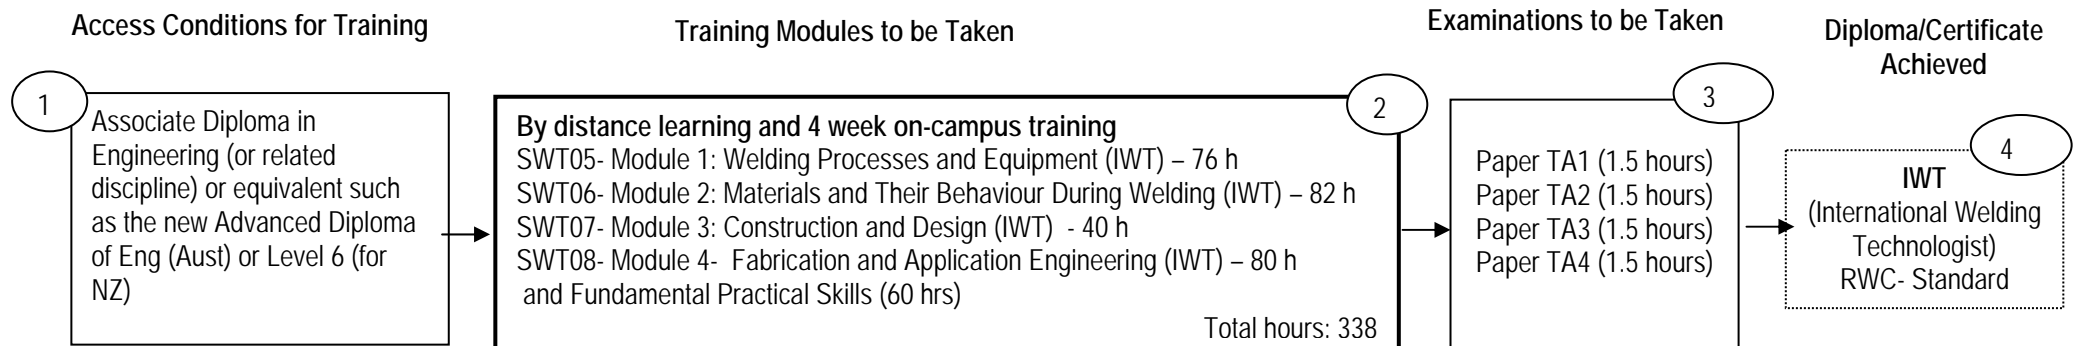 Access Conditions for Training
Training Modules to be Taken
Examinations to be Taken
Diploma/Certificate
Achieved
1
Associate Diploma in
Engineering (or related
discipline) or equivalent such
as the new Advanced Diploma
of Eng (Aust) or Level 6 (for
NZ)
2
By distance learning and 4 week on-campus training
SWT05- Module 1: Welding Processes and Equipment (IWT) – 76 h
SWT06- Module 2: Materials and Their Behaviour During Welding (IWT) – 82 h
SWT07- Module 3: Construction and Design (IWT) - 40 h
SWT08- Module 4- Fabrication and Application Engineering (IWT) – 80 h
and Fundamental Practical Skills (60 hrs)
Total hours: 338
3
Paper TA1 (1.5 hours)
Paper TA2 (1.5 hours)
Paper TA3 (1.5 hours)
Paper TA4 (1.5 hours)
4
IWT
(International Welding
Technologist)
RWC- Standard